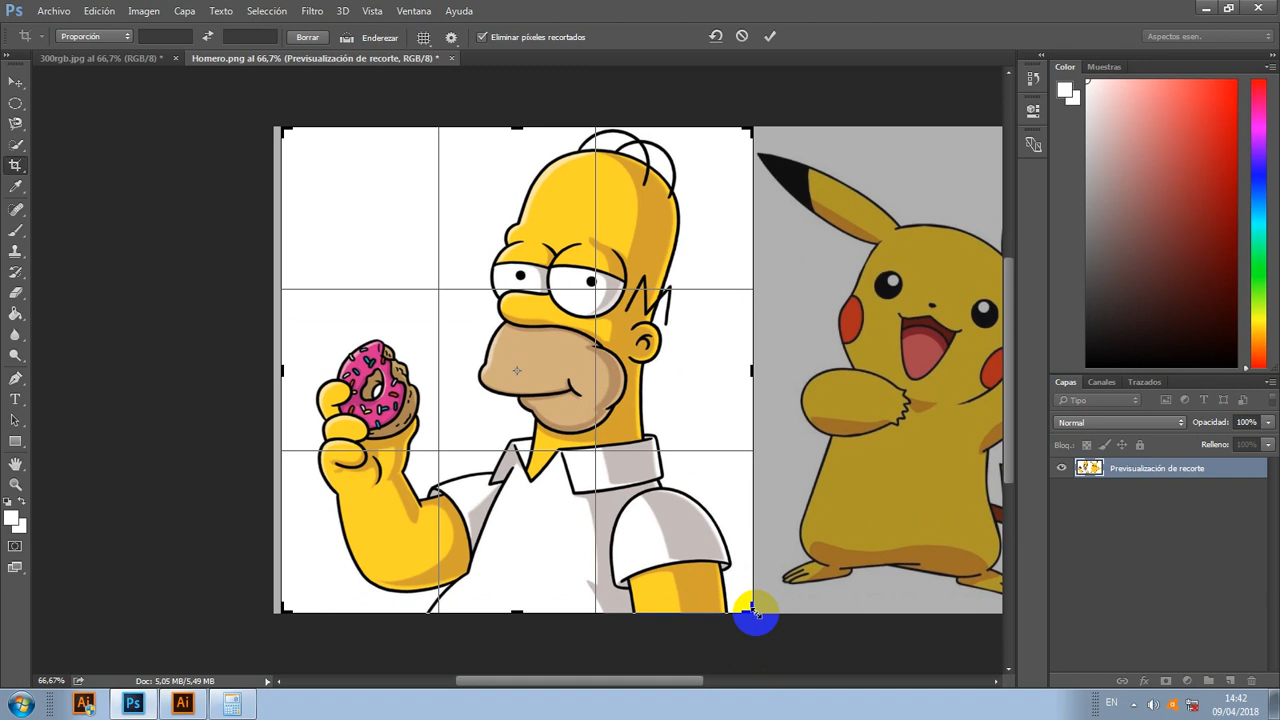 Ps Archivo Edición Imagen Capa Texto Selección Filtro 3D Vista Ventana Ayuda
Proporción Borrar Enderezar Eliminar píxeles recortados Aspectos esen.
300rgb.jpg al 66,7% (RGB/8) * × Homero.png al 66,7% (Previsualización de recorte, RGB/8) * ×
Color Muestras
Capas Canales Trazados
Tipo
Normal Opacidad: 100%
Bloq.: Relleno: 100%
Previsualización de recorte
66,67% Doc: 5,05 MB/5,49 MB
Ai Ps Ai EN 14:42
09/04/2018